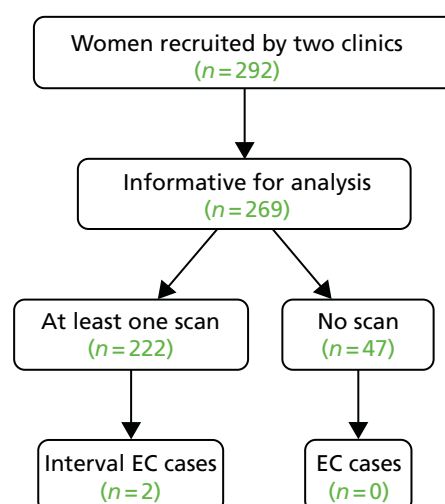 Women recruited by two clinics
(n=292)
Informative for analysis
(n=269)
At least one scan
(n=222)
No scan
(n=47)
Interval EC cases
(n=2)
EC cases
(n=0)